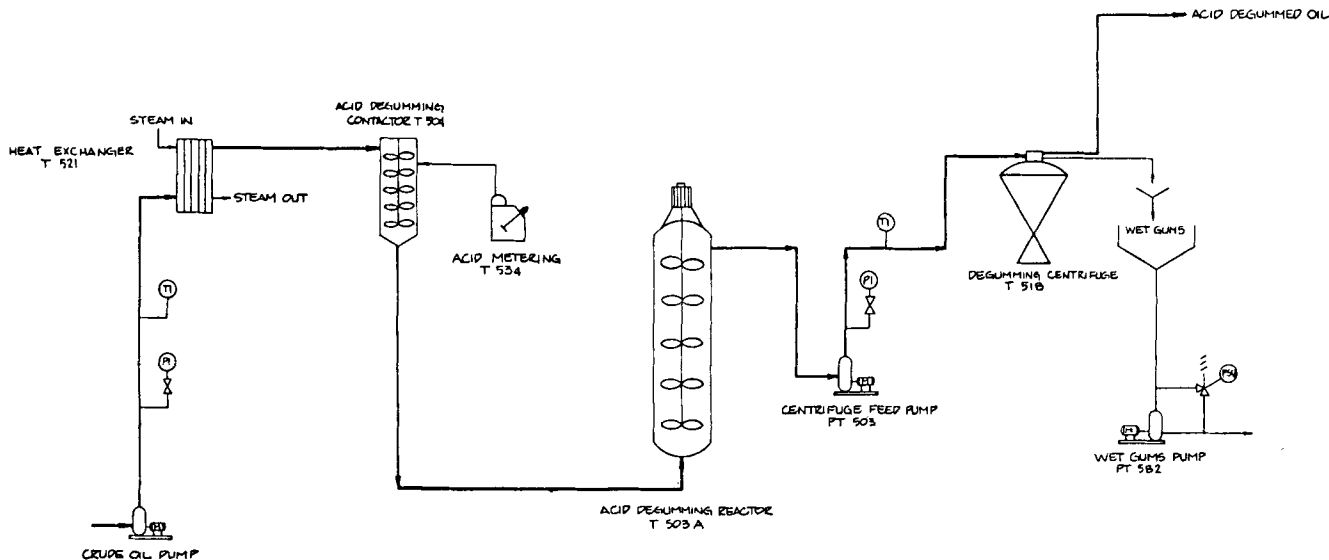 ACID DEGUMMED OIL
ACID DEGUMMING
CONTACTOR T 504
STEAM IN
HEAT EXCHANGER
T 521
STEAM OUT
ACID METERING
T 534
TI
PI
CRUDE OIL PUMP
ACID DEGUMMING REACTOR
T 503 A
TI
PI
CENTRIFUGE FEED PUMP
PT 503
DEGUMMING CENTRIFUGE
T 518
WET GUMS
WET GUMS PUMP
PT 582